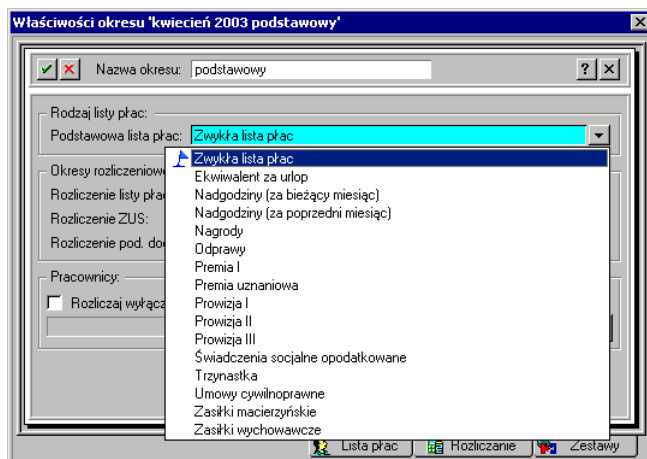 Właściwości okresu 'kwiecień 2003 podstawowy'
Nazwa okresu: podstawowy
Rodzaj listy płac:
Podstawowa lista płac: Zwykła lista płac
Zwykła lista płac
Okresy rozliczeniowe
Ekwiwalent za urlop
Rozliczenie listy płac
Nadgodziny (za bieżący miesiąc)
Rozliczenie ZUS:
Nadgodziny (za poprzedni miesiąc)
Nagrody
Rozliczenie pod. do
Odprawy
Premia I
Pracownicy:
Premia uznaniowa
Rozliczaj wyłącz
Prowizja I
Prowizja II
Prowizja III
Świadczenia socjalne opodatkowane
Trzynastka
Umowy cywilnoprawne
Zasiłki macierzyńskie
Zasiłki wychowawcze
Lista płac Rozliczanie Zestawy